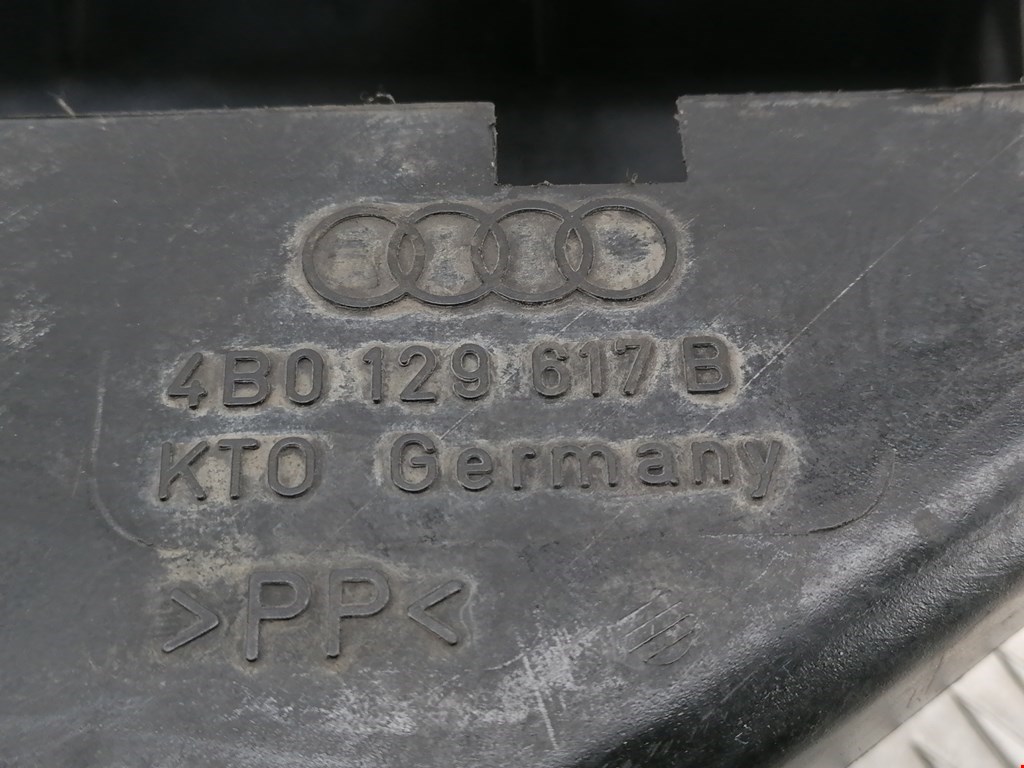 4B0 129 617 B
KTO Germany
>PP<